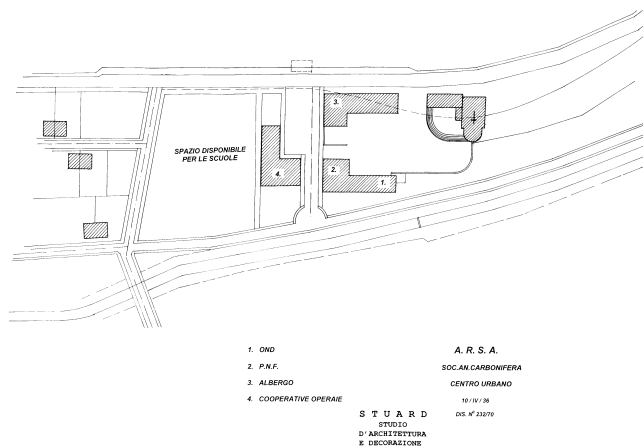 SPAZIO DISPONIBILE
PER LE SCUOLE
3.
2.
4.
1.
1. OND
2. P.N.F.
3. ALBERGO
4. COOPERATIVE OPERAIE
A. R. S. A.
SOC.AN.CARBONIFERA
CENTRO URBANO
10 / IV / 36
DIS. N° 232/70
STUARD
STUDIO
D'ARCHITETTURA
E DECORAZIONE